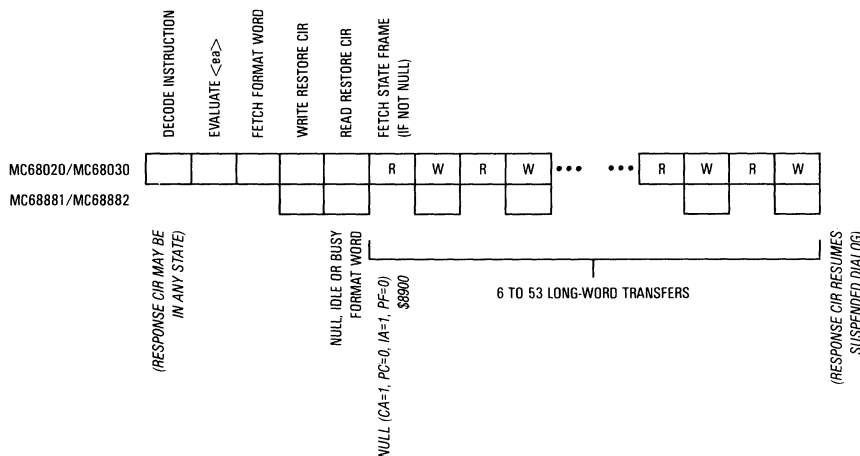 DECODE INSTRUCTION
EVALUATE <ea>
FETCH FORMAT WORD
WRITE RESTORE CIR
READ RESTORE CIR
FETCH STATE FRAME
(IF NOT NULL)
MC68020/MC68030
R W R W ••• ••• R W R W
MC68881/MC68882
(RESPONSE CIR MAY BE
IN ANY STATE)
NULL, IDLE OR BUSY
FORMAT WORD
NULL (CA=1, PC=0, IA=1, PF=0)
$8900
6 TO 53 LONG-WORD TRANSFERS
(RESPONSE CIR RESUMES
SUSPENDED DIALOG)